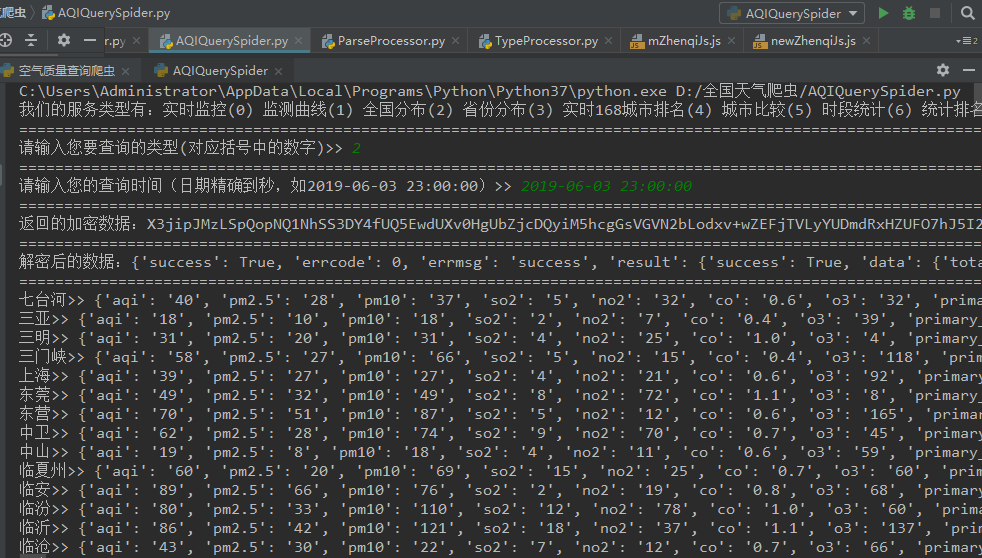 爬虫 AQIQuerySpider.py AQIQuerySpider
r.py AQIQuerySpider.py ParseProcessor.py TypeProcessor.py mZhenqiJs.js newZhenqiJs.js
空气质量查询爬虫 AQIQuerySpider
C:\Users\Administrator\AppData\Local\Programs\Python\Python37\python.exe D:/全国天气爬虫/AQIQuerySpider.py
我们的服务类型有：实时监控(0) 监测曲线(1) 全国分布(2) 省份分布(3) 实时168城市排名(4) 城市比较(5) 时段统计(6) 统计排名
请输入您要查询的类型(对应括号中的数字)>> 2
请输入您的查询时间（日期精确到秒，如2019-06-03 23:00:00）>> 2019-06-03 23:00:00
返回的加密数据：X3jipJMzLSpQopNQ1NhSS3DY4fUQ5EwdUXv0HgUbZjcDQyiM5hcgGsVGVN2bLodxv+wZEFjTVLyYUDmdRxHZUFO7hJ5I2
解密后的数据：{'success': True, 'errcode': 0, 'errmsg': 'success', 'result': {'success': True, 'data': {'tota
七台河>> {'aqi': '40', 'pm2.5': '28', 'pm10': '37', 'so2': '5', 'no2': '32', 'co': '0.6', 'o3': '32', 'prima
三亚>> {'aqi': '18', 'pm2.5': '10', 'pm10': '18', 'so2': '2', 'no2': '7', 'co': '0.4', 'o3': '39', 'primary_
三明>> {'aqi': '31', 'pm2.5': '20', 'pm10': '31', 'so2': '4', 'no2': '25', 'co': '1.0', 'o3': '4', 'primary_
三门峡>> {'aqi': '58', 'pm2.5': '27', 'pm10': '66', 'so2': '5', 'no2': '15', 'co': '0.4', 'o3': '118', 'prim
上海>> {'aqi': '39', 'pm2.5': '27', 'pm10': '27', 'so2': '4', 'no2': '21', 'co': '0.6', 'o3': '92', 'primary
东莞>> {'aqi': '49', 'pm2.5': '32', 'pm10': '49', 'so2': '8', 'no2': '72', 'co': '1.1', 'o3': '8', 'primary_
东营>> {'aqi': '70', 'pm2.5': '51', 'pm10': '87', 'so2': '5', 'no2': '12', 'co': '0.6', 'o3': '165', 'primar
中卫>> {'aqi': '62', 'pm2.5': '28', 'pm10': '74', 'so2': '9', 'no2': '70', 'co': '0.7', 'o3': '45', 'primary
中山>> {'aqi': '19', 'pm2.5': '8', 'pm10': '18', 'so2': '4', 'no2': '11', 'co': '0.6', 'o3': '59', 'primary_
临夏州>> {'aqi': '60', 'pm2.5': '20', 'pm10': '69', 'so2': '15', 'no2': '25', 'co': '0.7', 'o3': '60', 'prim
临安>> {'aqi': '89', 'pm2.5': '66', 'pm10': '76', 'so2': '2', 'no2': '19', 'co': '0.8', 'o3': '68', 'primary
临汾>> {'aqi': '80', 'pm2.5': '33', 'pm10': '110', 'so2': '12', 'no2': '78', 'co': '1.0', 'o3': '60', 'prima
临沂>> {'aqi': '86', 'pm2.5': '42', 'pm10': '121', 'so2': '18', 'no2': '37', 'co': '1.1', 'o3': '137', 'prim
临沧>> {'aqi': '43', 'pm2.5': '30', 'pm10': '22', 'so2': '7', 'no2': '12', 'co': '0.7', 'o3': '66', 'primary